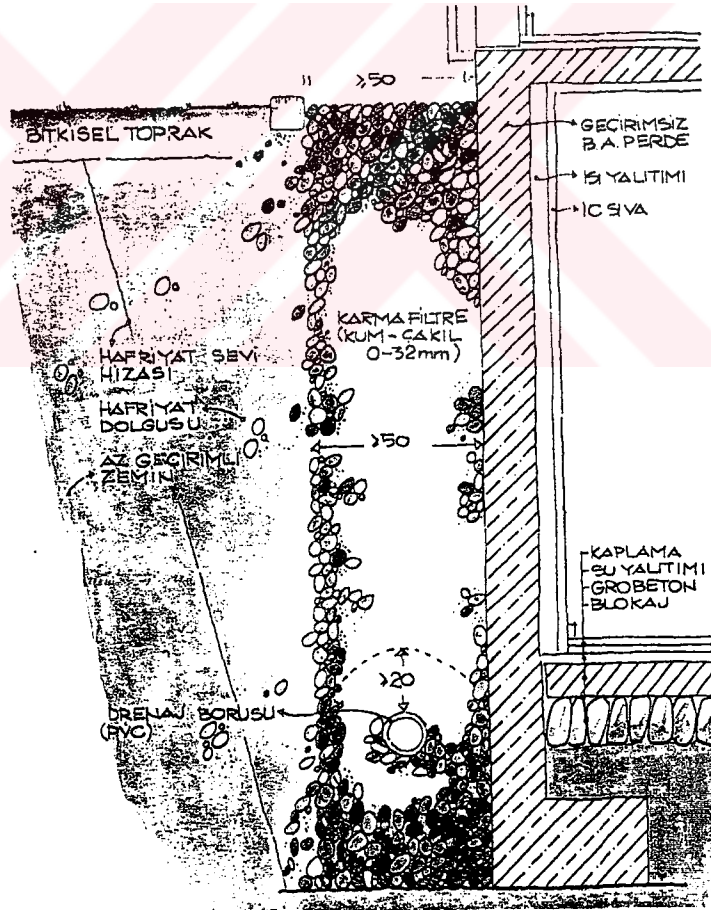 ≥50
BİTKİSEL TOPRAK
GEÇİRİMSİZ
B.A. PERDE
ISI YALITIMI
İÇ SIVA
KARMA FİLTRE
(KUM-ÇAKIL
0-32mm)
HAFRİYAT ŞEVİ
HİZASI
HAFRİYAT
DOLGUSU
≥50
AZ GEÇİRİMLİ
ZEMİN
KAPLAMA
SU YALITIMI
GROBETON
BLOKAJ
≥20
DRENAJ BORUSU
(PVC)